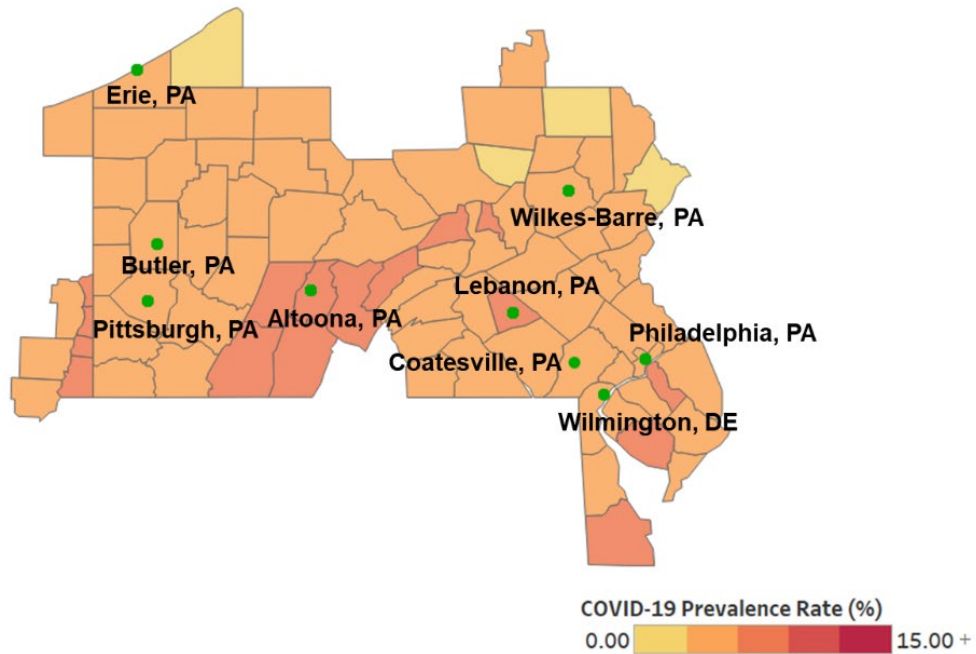 Erie, PA
Wilkes-Barre, PA
Butler, PA
Lebanon, PA
Pittsburgh, PA
Altoona, PA
Philadelphia, PA
Coatesville, PA
Wilmington, DE
COVID-19 Prevalence Rate (%)
0.00 15.00 +